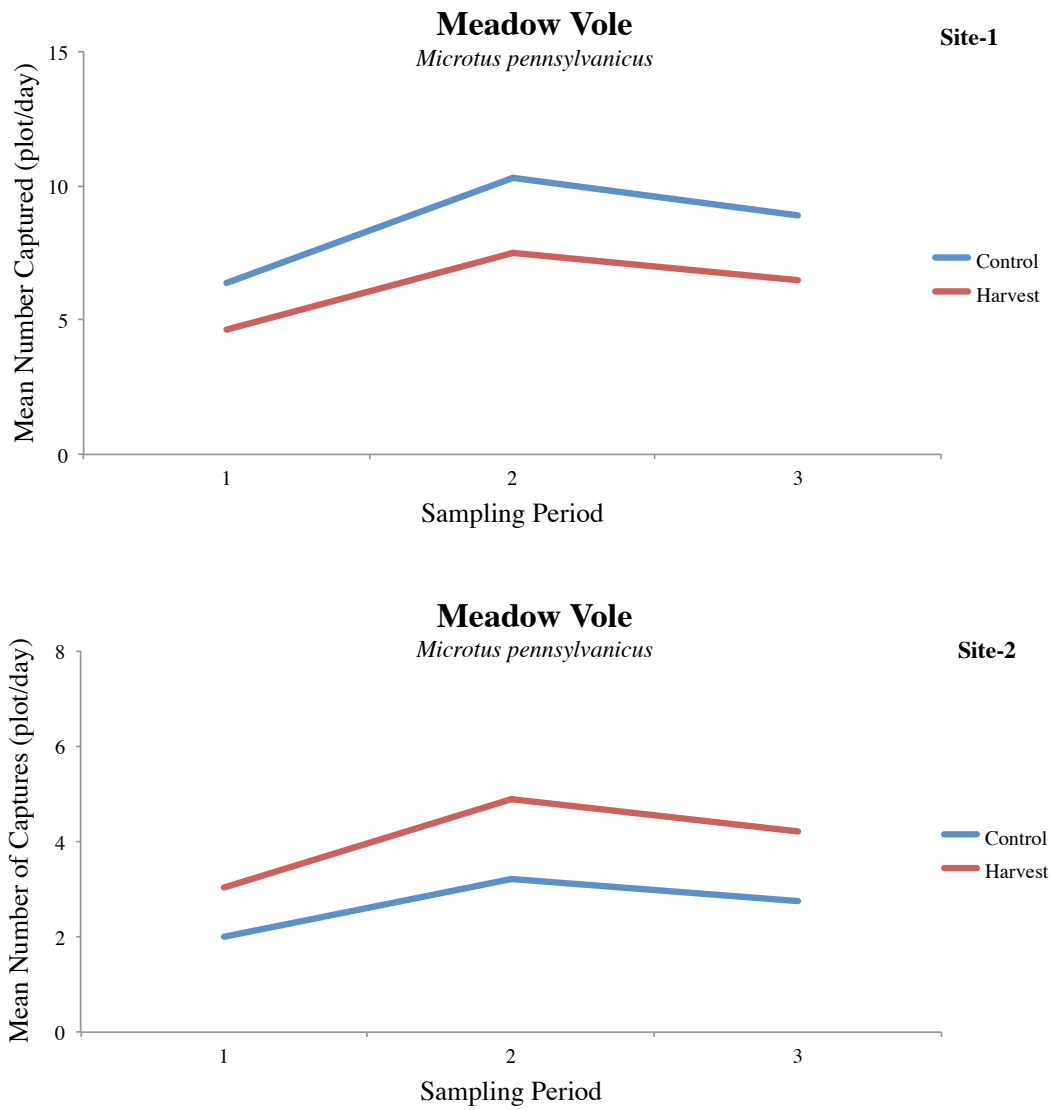 Meadow Vole
Microtus pennsylvanicus
Site-1
Mean Number Captured (plot/day)
15
10
5
0
1
2
3
Sampling Period
Control
Harvest
Meadow Vole
Microtus pennsylvanicus
Site-2
Mean Number of Captures (plot/day)
8
6
4
2
0
1
2
3
Sampling Period
Control
Harvest